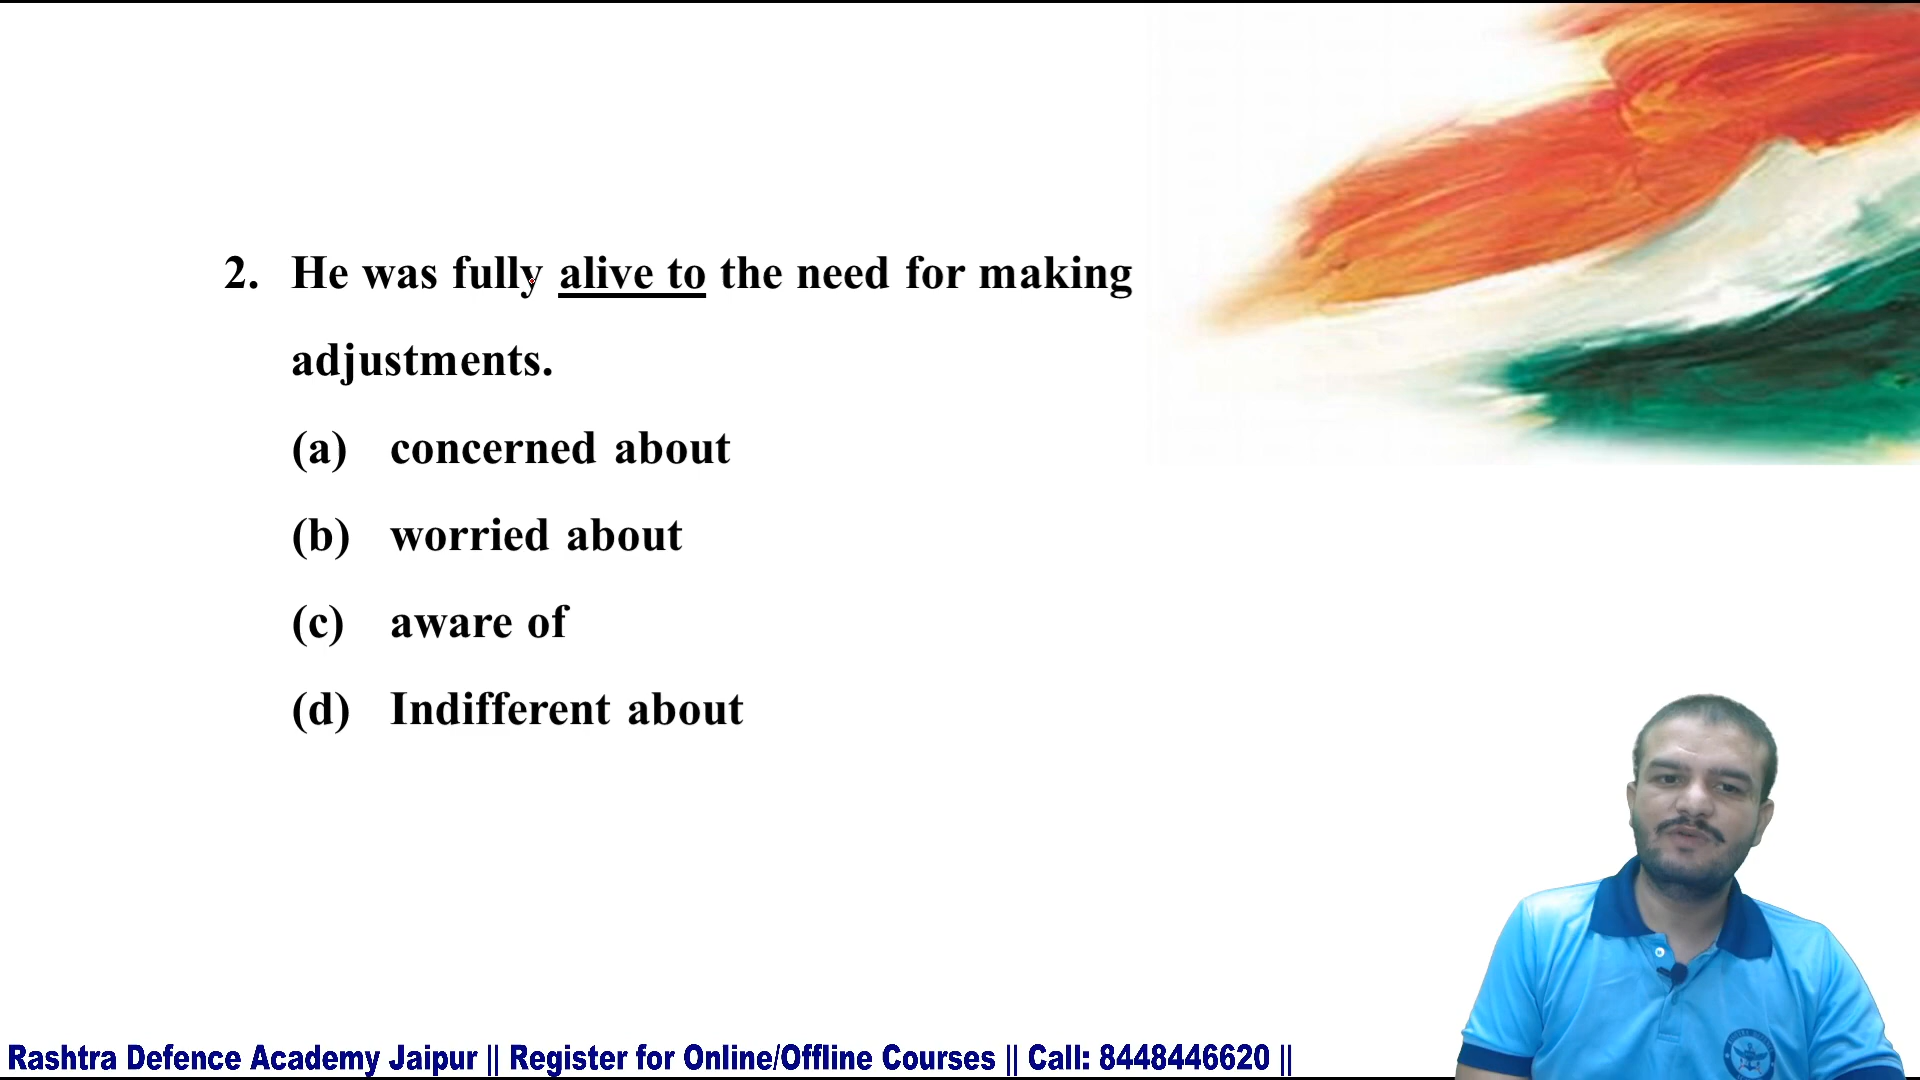 2. He was fully alive to the need for making
adjustments.
(a) concerned about
(b) worried about
(c) aware of
(d) Indifferent about
Rashtra Defence Academy Jaipur || Register for Online/Offline Courses || Call: 8448446620 ||